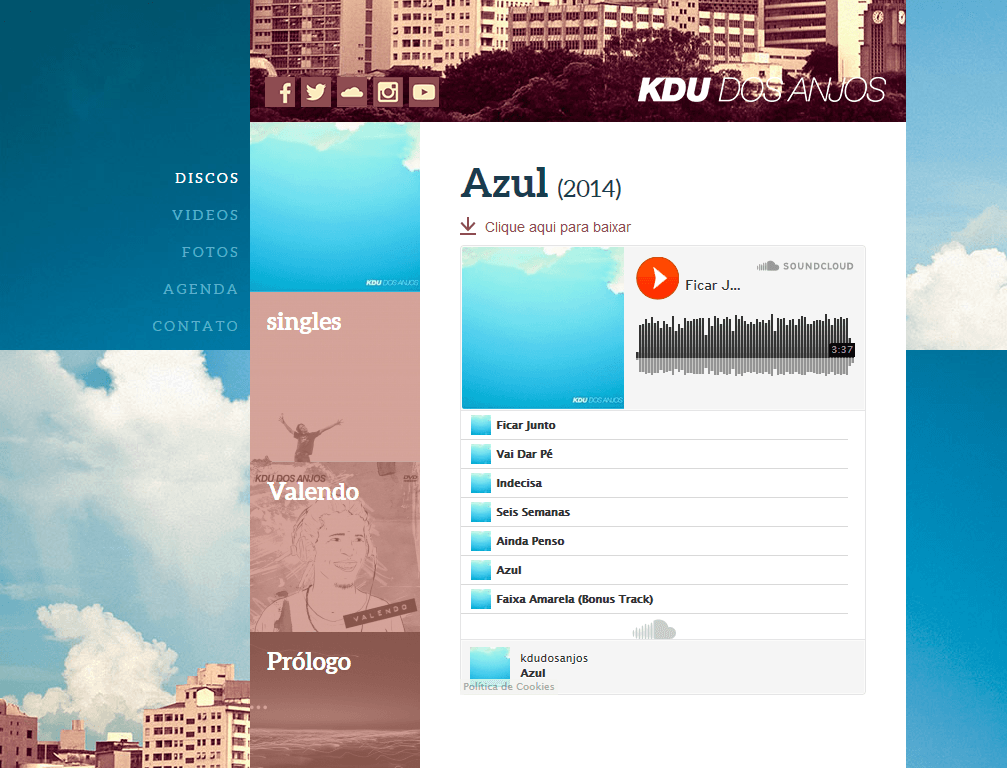 KDU DOS ANJOS
DISCOS
VIDEOS
FOTOS
AGENDA
CONTATO
KDU DOS ANJOS
singles
KDU DOS ANJOS
DVD
Valendo
VALENDO
Prólogo
Azul (2014)
Clique aqui para baixar
KDU DOS ANJOS
SOUNDCLOUD
Ficar J...
3:37
Ficar Junto
Vai Dar Pé
Indecisa
Seis Semanas
Ainda Penso
Azul
Faixa Amarela (Bonus Track)
kdudosanjos
Azul
Política de Cookies